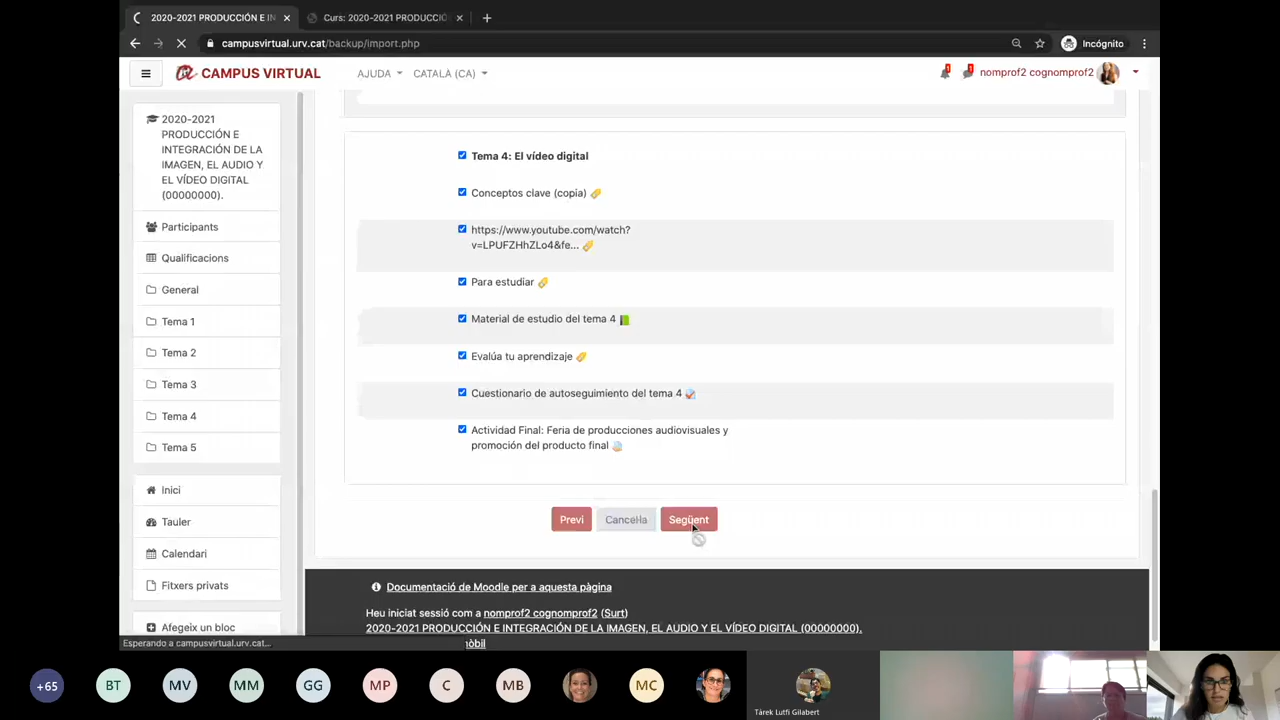 2020-2021 PRODUCCIÓ E IN
Curs: 2020-2021 PRODUCCIÓ
campusvirtual.urv.cat/backup/import.php
Incógnito
CAMPUS VIRTUAL
AJUDA
CATALÀ (CA)
nomprof2 cognomprof2
2020-2021
PRODUCCIÓN E
INTEGRACIÓN DE LA
IMAGEN, EL AUDIO Y
EL VÍDEO DIGITAL
(00000000).
Participants
Qualificacions
General
Tema 1
Tema 2
Tema 3
Tema 4
Tema 5
Inici
Tauler
Calendari
Fitxers privats
Afegeix un bloc
Tema 4: El vídeo digital
Conceptos clave (copia)
https://www.youtube.com/watch?
v=LPUFZHhZLo4&fe...
Para estudiar
Material de estudio del tema 4
Evalúa tu aprendizaje
Cuestionario de autoseguimiento del tema 4
Actividad Final: Feria de producciones audiovisuales y
promoción del producto final
Previ
Cancel·la
Següent
Documentació de Moodle per a aquesta pàgina
Heu iniciat sessió com a nomprof2 cognomprof2 (Surt)
2020-2021 PRODUCCIÓN E INTEGRACIÓN DE LA IMAGEN, EL AUDIO Y EL VÍDEO DIGITAL (00000000).
Esperando a campusvirtual.urv.cat...
mòbil
+65
BT
MV
MM
GG
MP
C
MB
MC
Tàrek Lutfi Gilabert